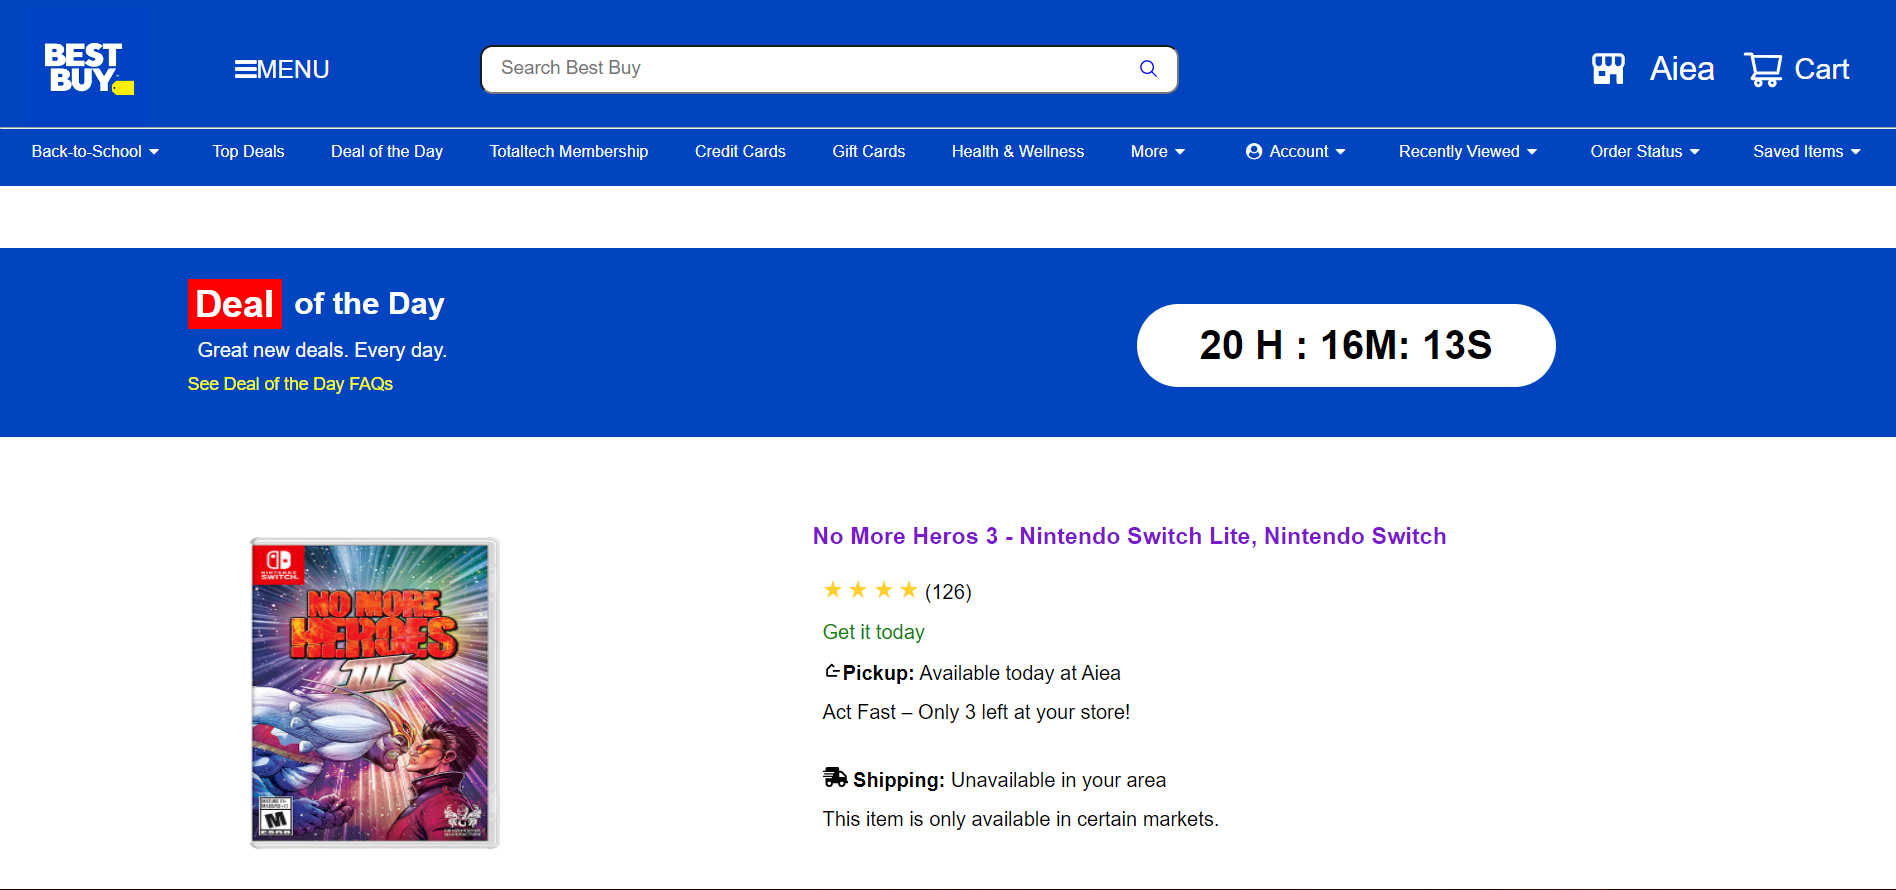 BEST
BUY
MENU
Search Best Buy
Aiea
Cart
Back-to-School
Top Deals
Deal of the Day
Totaltech Membership
Credit Cards
Gift Cards
Health & Wellness
More
Account
Recently Viewed
Order Status
Saved Items
Deal of the Day
Great new deals. Every day.
See Deal of the Day FAQs
20 H : 16M: 13S
NINTENDO
SWITCH
NO MORE
HEROES
III
M
No More Heros 3 - Nintendo Switch Lite, Nintendo Switch
(126)
Get it today
Pickup: Available today at Aiea
Act Fast – Only 3 left at your store!
Shipping: Unavailable in your area
This item is only available in certain markets.